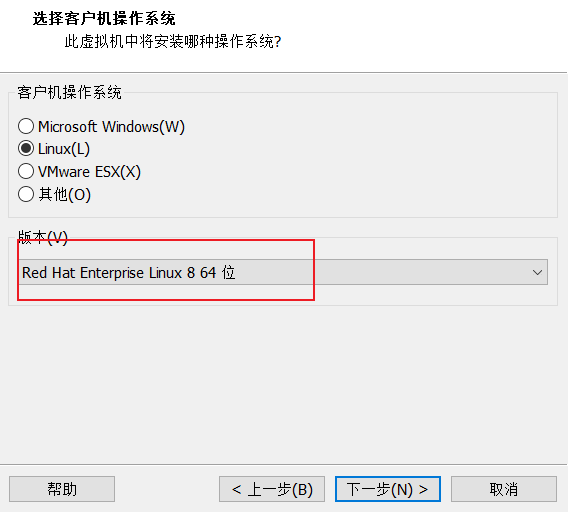 选择客户机操作系统
此虚拟机中将安装哪种操作系统?
客户机操作系统
Microsoft Windows(W)
Linux(L)
VMware ESX(X)
其他(O)
版本(V)
Red Hat Enterprise Linux 8 64 位
帮助
< 上一步(B)
下一步(N) >
取消